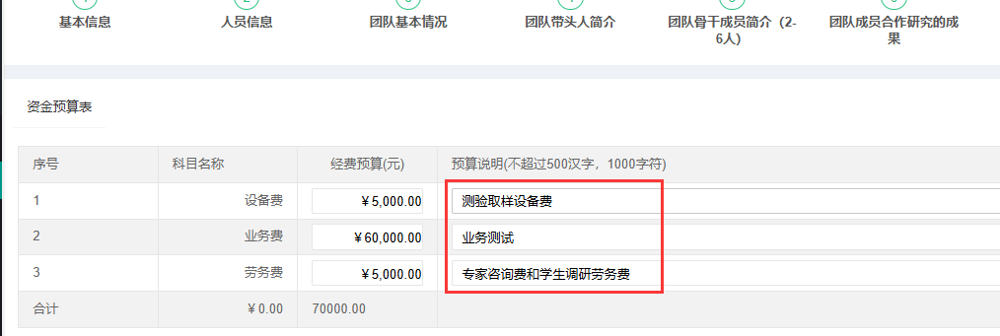 基本信息
人员信息
团队基本情况
团队带头人简介
团队骨干成员简介（2-
6人）
团队成员合作研究的成
果
资金预算表
序号 科目名称 经费预算(元) 预算说明(不超过500汉字，1000字符)
1 设备费 ￥5,000.00 测验取样设备费
2 业务费 ￥60,000.00 业务测试
3 劳务费 ￥5,000.00 专家咨询费和学生调研劳务费
合计 ￥0.00 70000.00